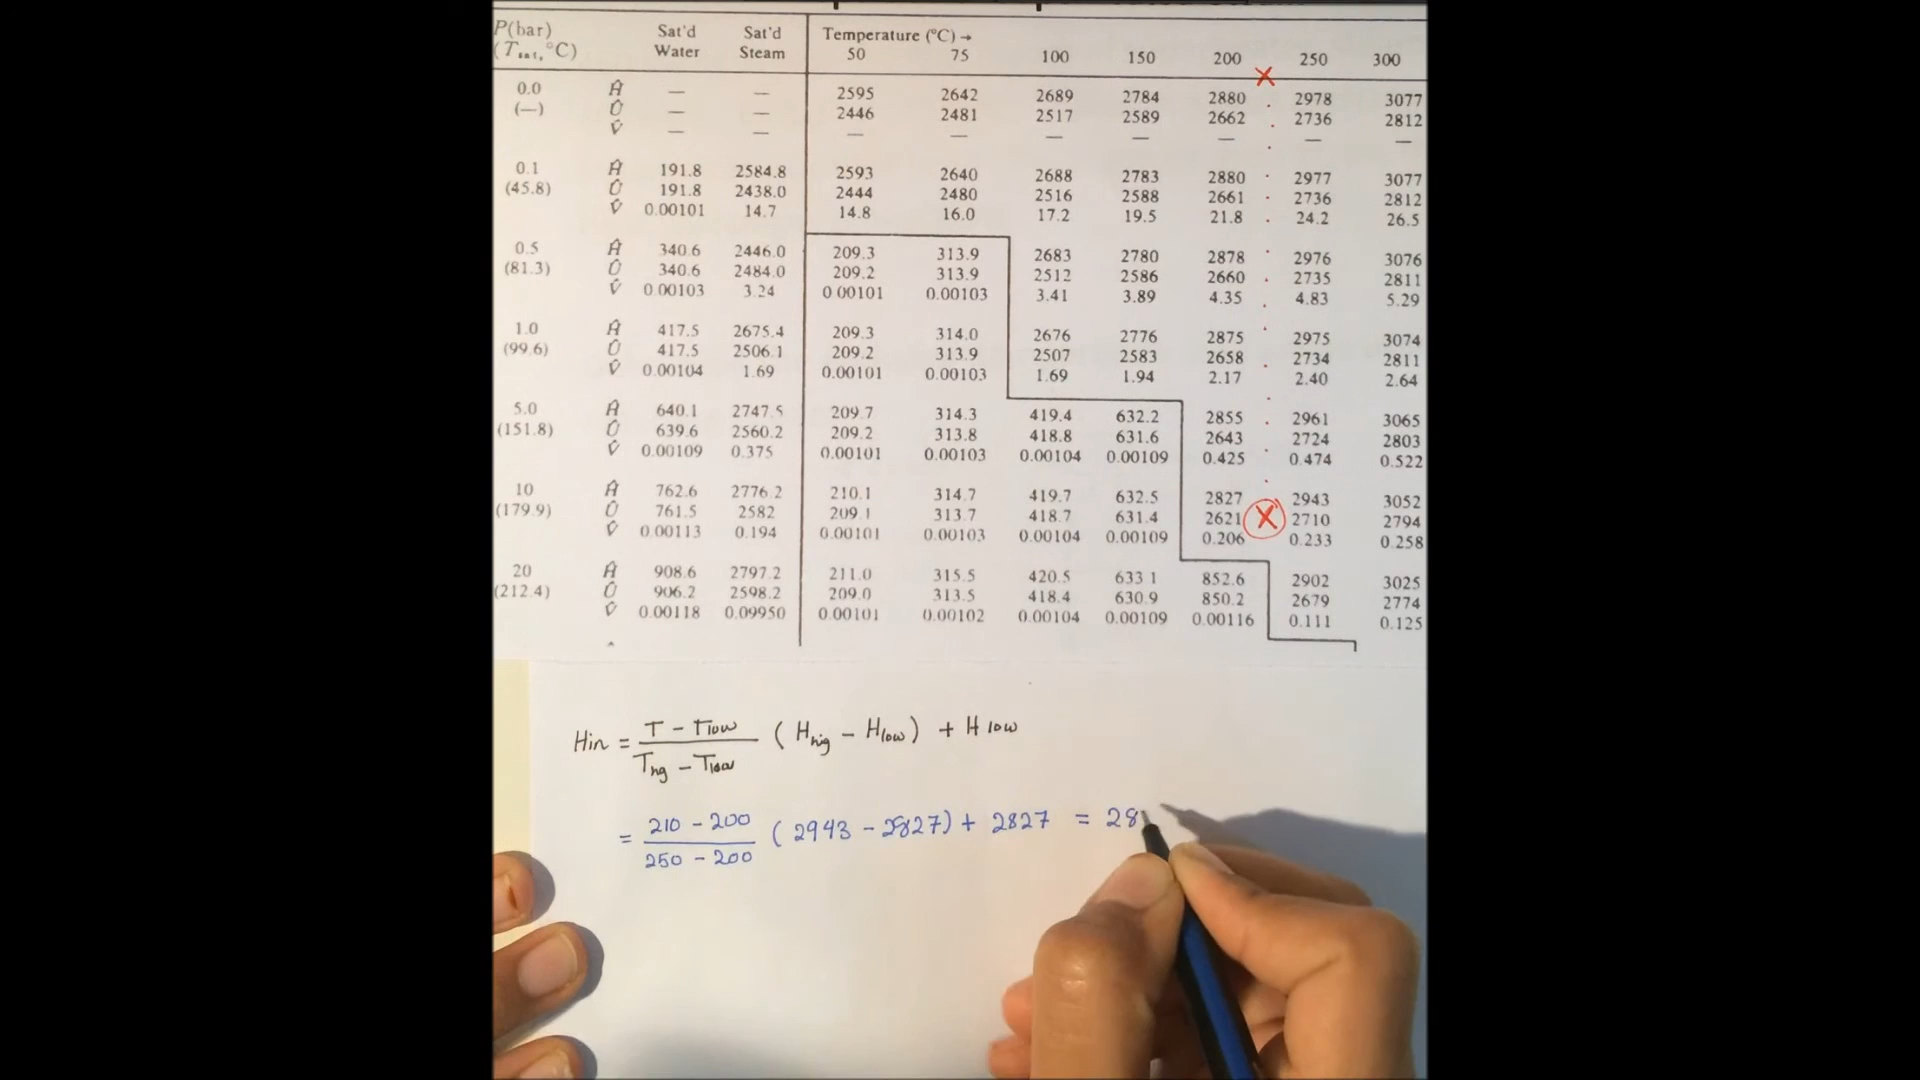 P(bar) Sat'd Sat'd Temperature (°C) →
(Tsat, °C) Water Steam 50 75 100 150 200 250 300
0.0 Ĥ — — 2595 2642 2689 2784 2880 2978 3077
(—) Û — — 2446 2481 2517 2589 2662 2736 2812
V̂ — — — — — — — — —
0.1 Ĥ 191.8 2584.8 2593 2640 2688 2783 2880 2977 3077
(45.8) Û 191.8 2438.0 2444 2480 2516 2588 2661 2736 2812
V̂ 0.00101 14.7 14.8 16.0 17.2 19.5 21.8 24.2 26.5
0.5 Ĥ 340.6 2446.0 209.3 313.9 2683 2780 2878 2976 3076
(81.3) Û 340.6 2484.0 209.2 313.9 2512 2586 2660 2735 2811
V̂ 0.00103 3.24 0.00101 0.00103 3.41 3.89 4.35 4.83 5.29
1.0 Ĥ 417.5 2675.4 209.3 314.0 2676 2776 2875 2975 3074
(99.6) Û 417.5 2506.1 209.2 313.9 2507 2583 2658 2734 2811
V̂ 0.00104 1.69 0.00101 0.00103 1.69 1.94 2.17 2.40 2.64
5.0 Ĥ 640.1 2747.5 209.7 314.3 419.4 632.2 2855 2961 3065
(151.8) Û 639.6 2560.2 209.2 313.8 418.8 631.6 2643 2724 2803
V̂ 0.00109 0.375 0.00101 0.00103 0.00104 0.00109 0.425 0.474 0.522
10 Ĥ 762.6 2776.2 210.1 314.7 419.7 632.5 2827 2943 3052
(179.9) Û 761.5 2582 209.1 313.7 418.7 631.4 2621 X 2710 2794
V̂ 0.00113 0.194 0.00101 0.00103 0.00104 0.00109 0.206 0.233 0.258
20 Ĥ 908.6 2797.2 211.0 315.5 420.5 633.1 852.6 2902 3025
(212.4) Û 906.2 2598.2 209.0 313.5 418.4 630.9 850.2 2679 2774
V̂ 0.00118 0.09950 0.00101 0.00102 0.00104 0.00109 0.00116 0.111 0.125
Hin = T - Tlow / Thg - Tlow ( Hhig - Hlow ) + Hlow
= 210 - 200 / 250 - 200 ( 2943 - 2827 ) + 2827 = 28